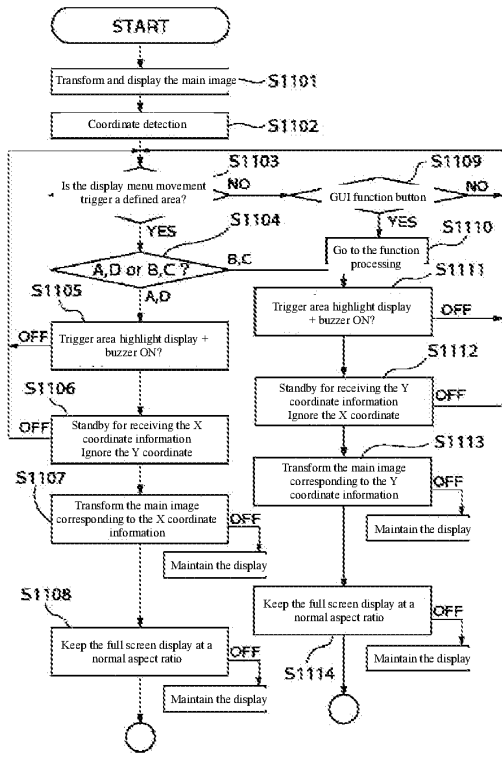 START
Transform and display the main image
S1101
Coordinate detection
S1102
S1103
Is the display menu movement
trigger a defined area?
NO
YES
S1109
GUI function button
NO
YES
S1104
A,D or B,C ?
B,C
A,D
S1110
Go to the function
processing
S1105
Trigger area highlight display +
buzzer ON?
OFF
S1111
Trigger area highlight display
+ buzzer ON?
OFF
S1106
Standby for receiving the X
coordinate information
Ignore the Y coordinate
OFF
S1112
Standby for receiving the Y
coordinate information
Ignore the X coordinate
OFF
S1107
Transform the main image
corresponding to the X coordinate
information
OFF
Maintain the display
S1113
Transform the main image
corresponding to the Y
coordinate information
OFF
Maintain the display
S1108
Keep the full screen display at a
normal aspect ratio
OFF
Maintain the display
Keep the full screen display at a
normal aspect ratio
OFF
S1114
Maintain the display